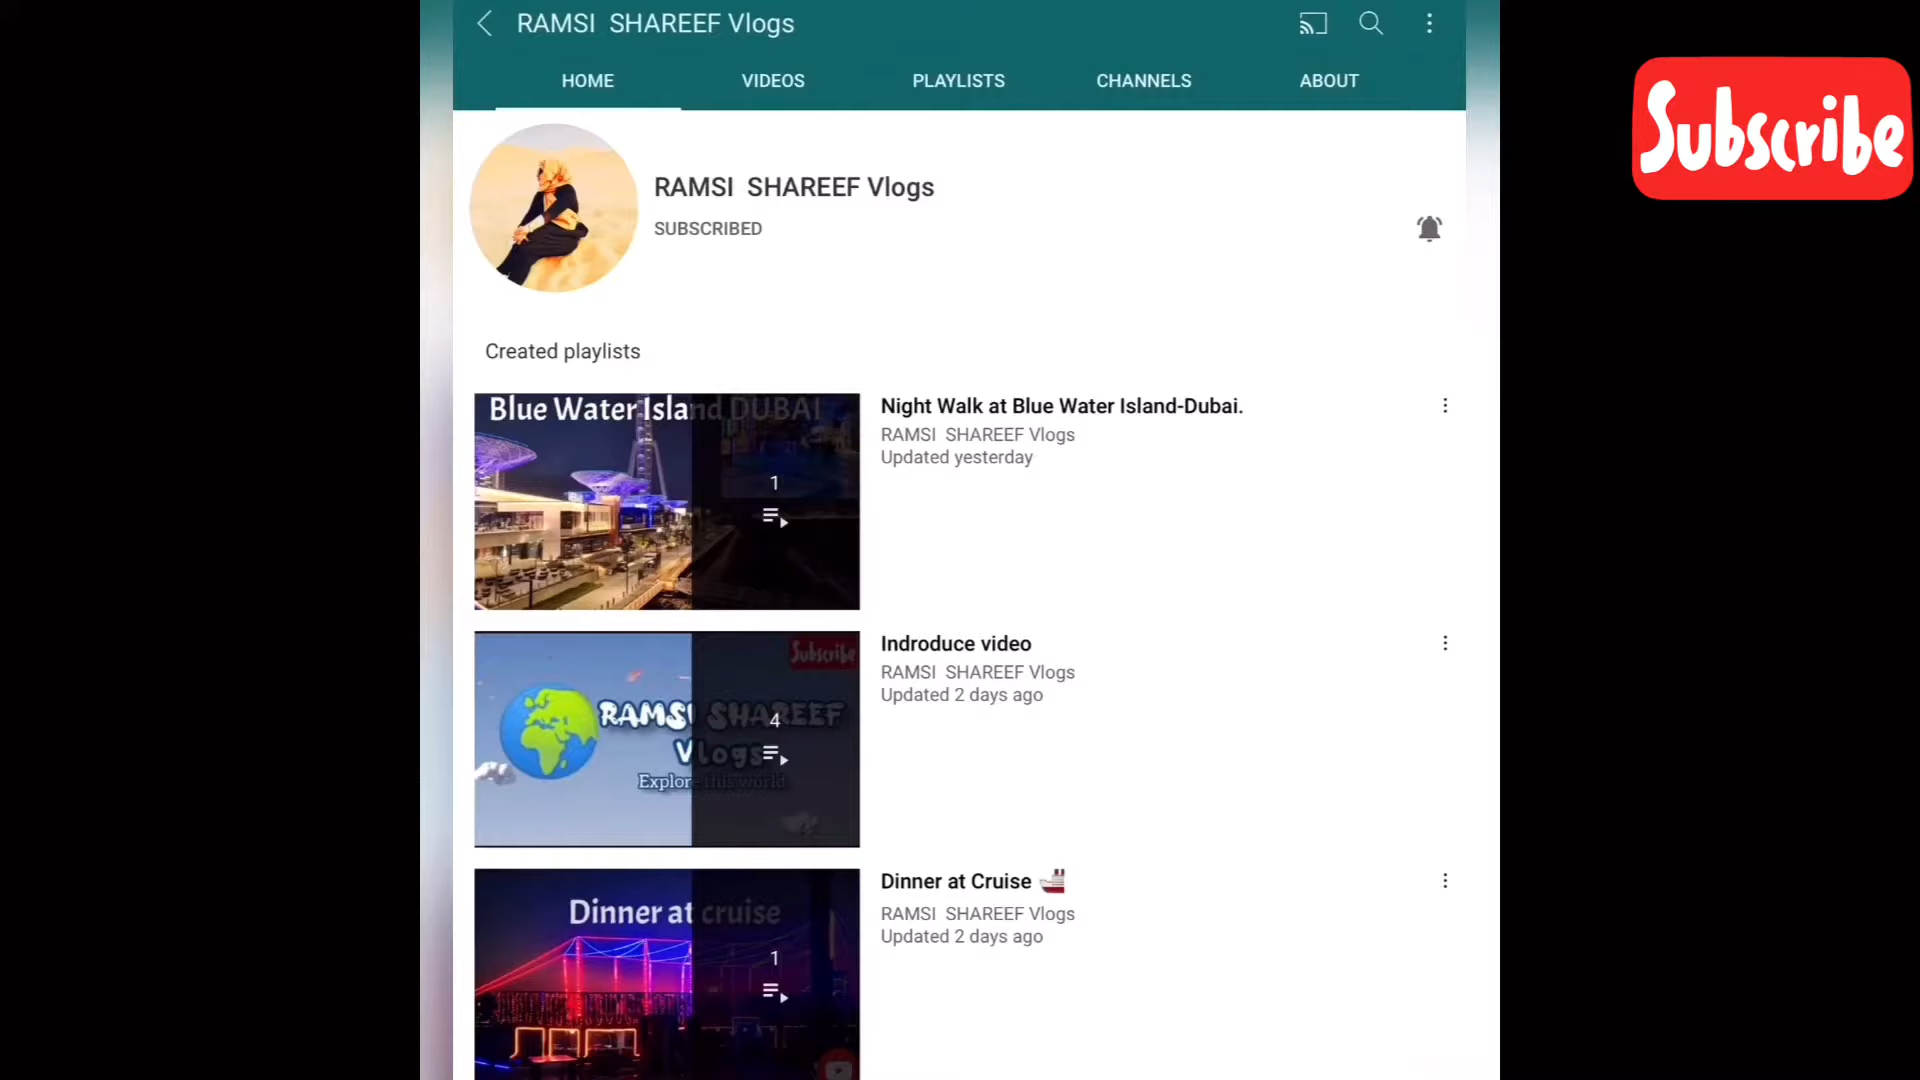 RAMSI SHAREEF Vlogs
HOME VIDEOS PLAYLISTS CHANNELS ABOUT
Subscribe
RAMSI SHAREEF Vlogs
SUBSCRIBED
Created playlists
Blue Water Island DUBAI
1
Night Walk at Blue Water Island-Dubai.
RAMSI SHAREEF Vlogs
Updated yesterday
Subscribe
RAMSI SHAREEF
Vlogs
Explore this world
4
Indroduce video
RAMSI SHAREEF Vlogs
Updated 2 days ago
Dinner at cruise
1
Dinner at Cruise
RAMSI SHAREEF Vlogs
Updated 2 days ago